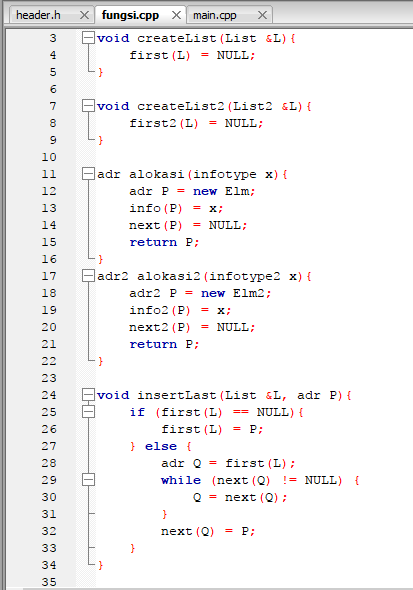 header.h fungsi.cpp main.cpp
3 void createList(List &L){
4 first(L) = NULL;
5 }
6
7 void createList2(List2 &L){
8 first2(L) = NULL;
9 }
10
11 adr alokasi(infotype x){
12 adr P = new Elm;
13 info(P) = x;
14 next(P) = NULL;
15 return P;
16 }
17 adr2 alokasi2(infotype2 x){
18 adr2 P = new Elm2;
19 info2(P) = x;
20 next2(P) = NULL;
21 return P;
22 }
23
24 void insertLast(List &L, adr P){
25 if (first(L) == NULL){
26 first(L) = P;
27 } else {
28 adr Q = first(L);
29 while (next(Q) != NULL) {
30 Q = next(Q);
31 }
32 next(Q) = P;
33 }
34 }
35